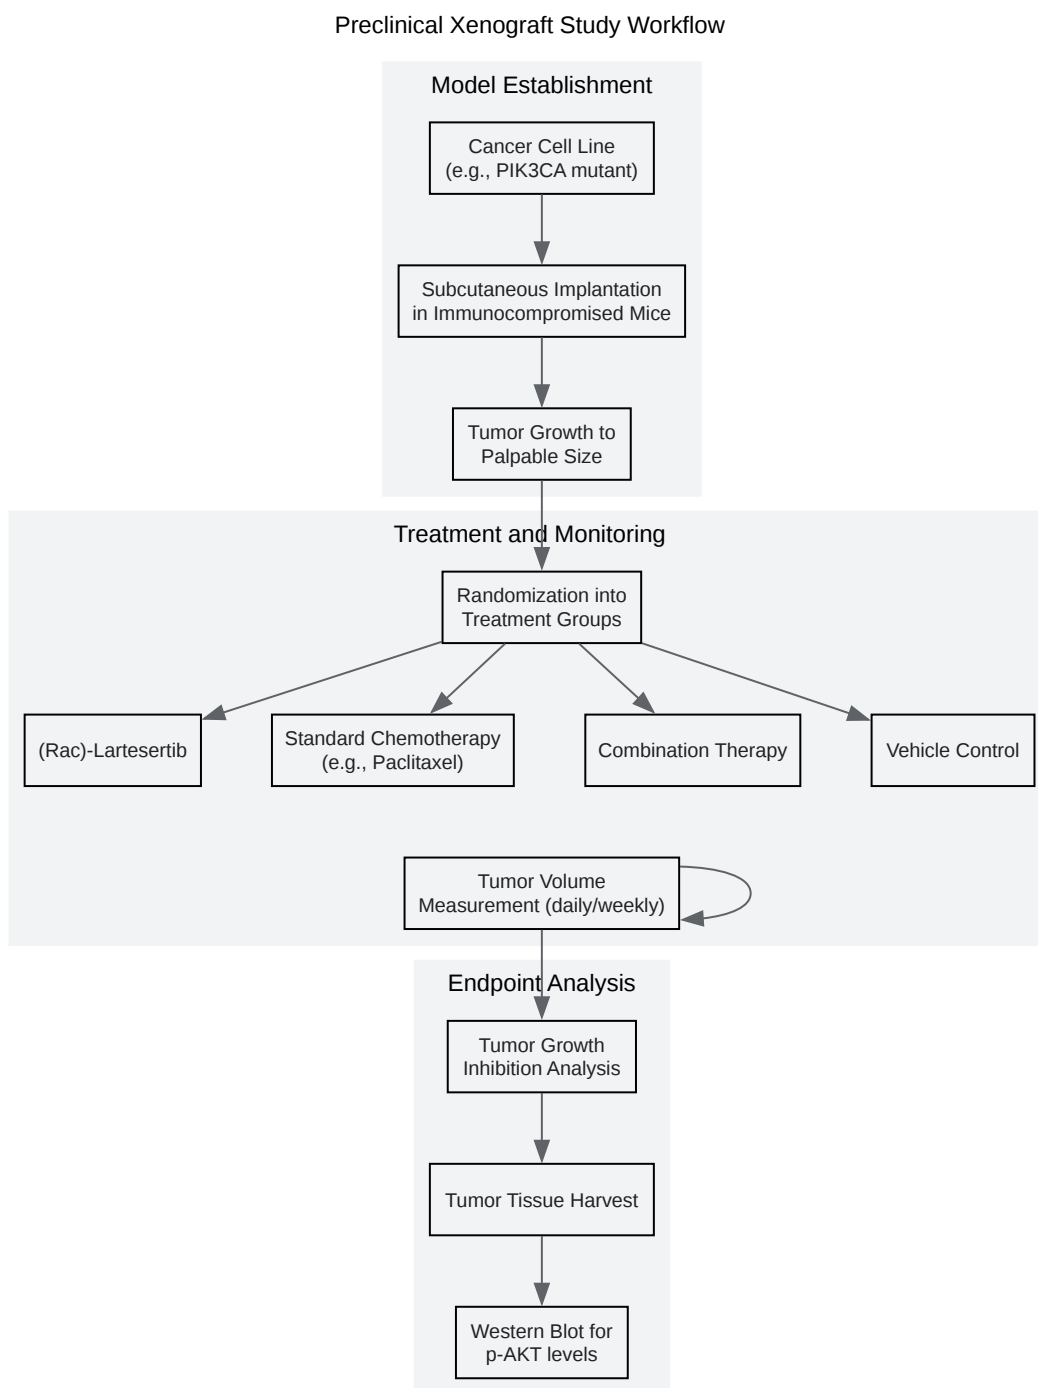 Preclinical Xenograft Study Workflow
Model Establishment
Cancer Cell Line
(e.g., PIK3CA mutant)
Subcutaneous Implantation
in Immunocompromised Mice
Tumor Growth to
Palpable Size
Treatment and Monitoring
Randomization into
Treatment Groups
(Rac)-Lartesertib
Standard Chemotherapy
(e.g., Paclitaxel)
Combination Therapy
Vehicle Control
Tumor Volume
Measurement (daily/weekly)
Endpoint Analysis
Tumor Growth
Inhibition Analysis
Tumor Tissue Harvest
Western Blot for
p-AKT levels